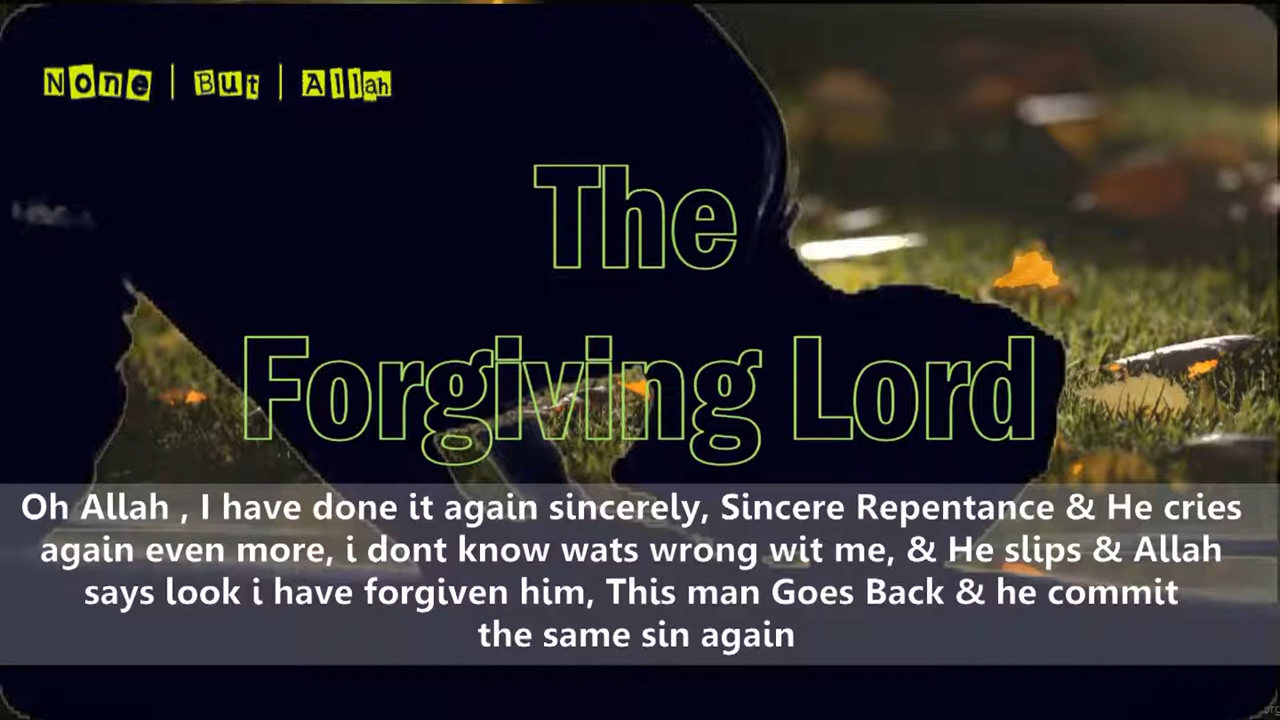 None | But | Allah
The
Forgiving Lord
Oh Allah , I have done it again sincerely, Sincere Repentance & He cries
again even more, i dont know wats wrong wit me, & He slips & Allah
says look i have forgiven him, This man Goes Back & he commit
the same sin again